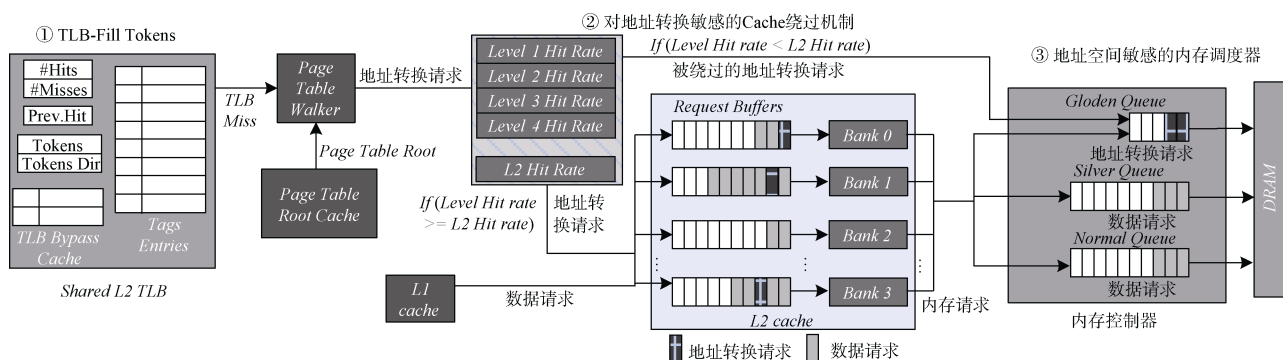 ① TLB-Fill Tokens
#Hits
#Misses
Prev.Hit
Tokens
Tokens Dir
TLB Bypass
Cache
Tags
Entries
Shared L2 TLB
TLB
Miss
Page
Table
Walker
Page Table Root
Page Table
Root Cache
地址转换请求
② 对地址转换敏感的Cache绕过机制
Level 1 Hit Rate
Level 2 Hit Rate
Level 3 Hit Rate
Level 4 Hit Rate
L2 Hit Rate
If (Level Hit rate < L2 Hit rate)
被绕过的地址转换请求
If(Level Hit rate
>= L2 Hit rate)
地址转
换请求
L1
cache
数据请求
Request Buffers
Bank 0
Bank 1
Bank 2
⋮
⋮
⋮
Bank 3
L2 cache
内存请求
地址转换请求
数据请求
③ 地址空间敏感的内存调度器
Gloden Queue
地址转换请求
Silver Queue
数据请求
Normal Queue
数据请求
内存控制器
DRAM